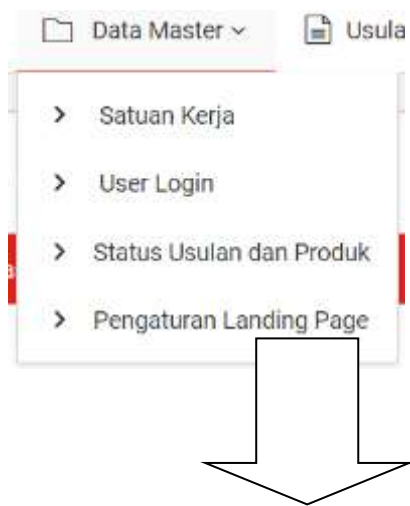 Data Master
Usula
Satuan Kerja
User Login
Status Usulan dan Produk
Pengaturan Landing Page